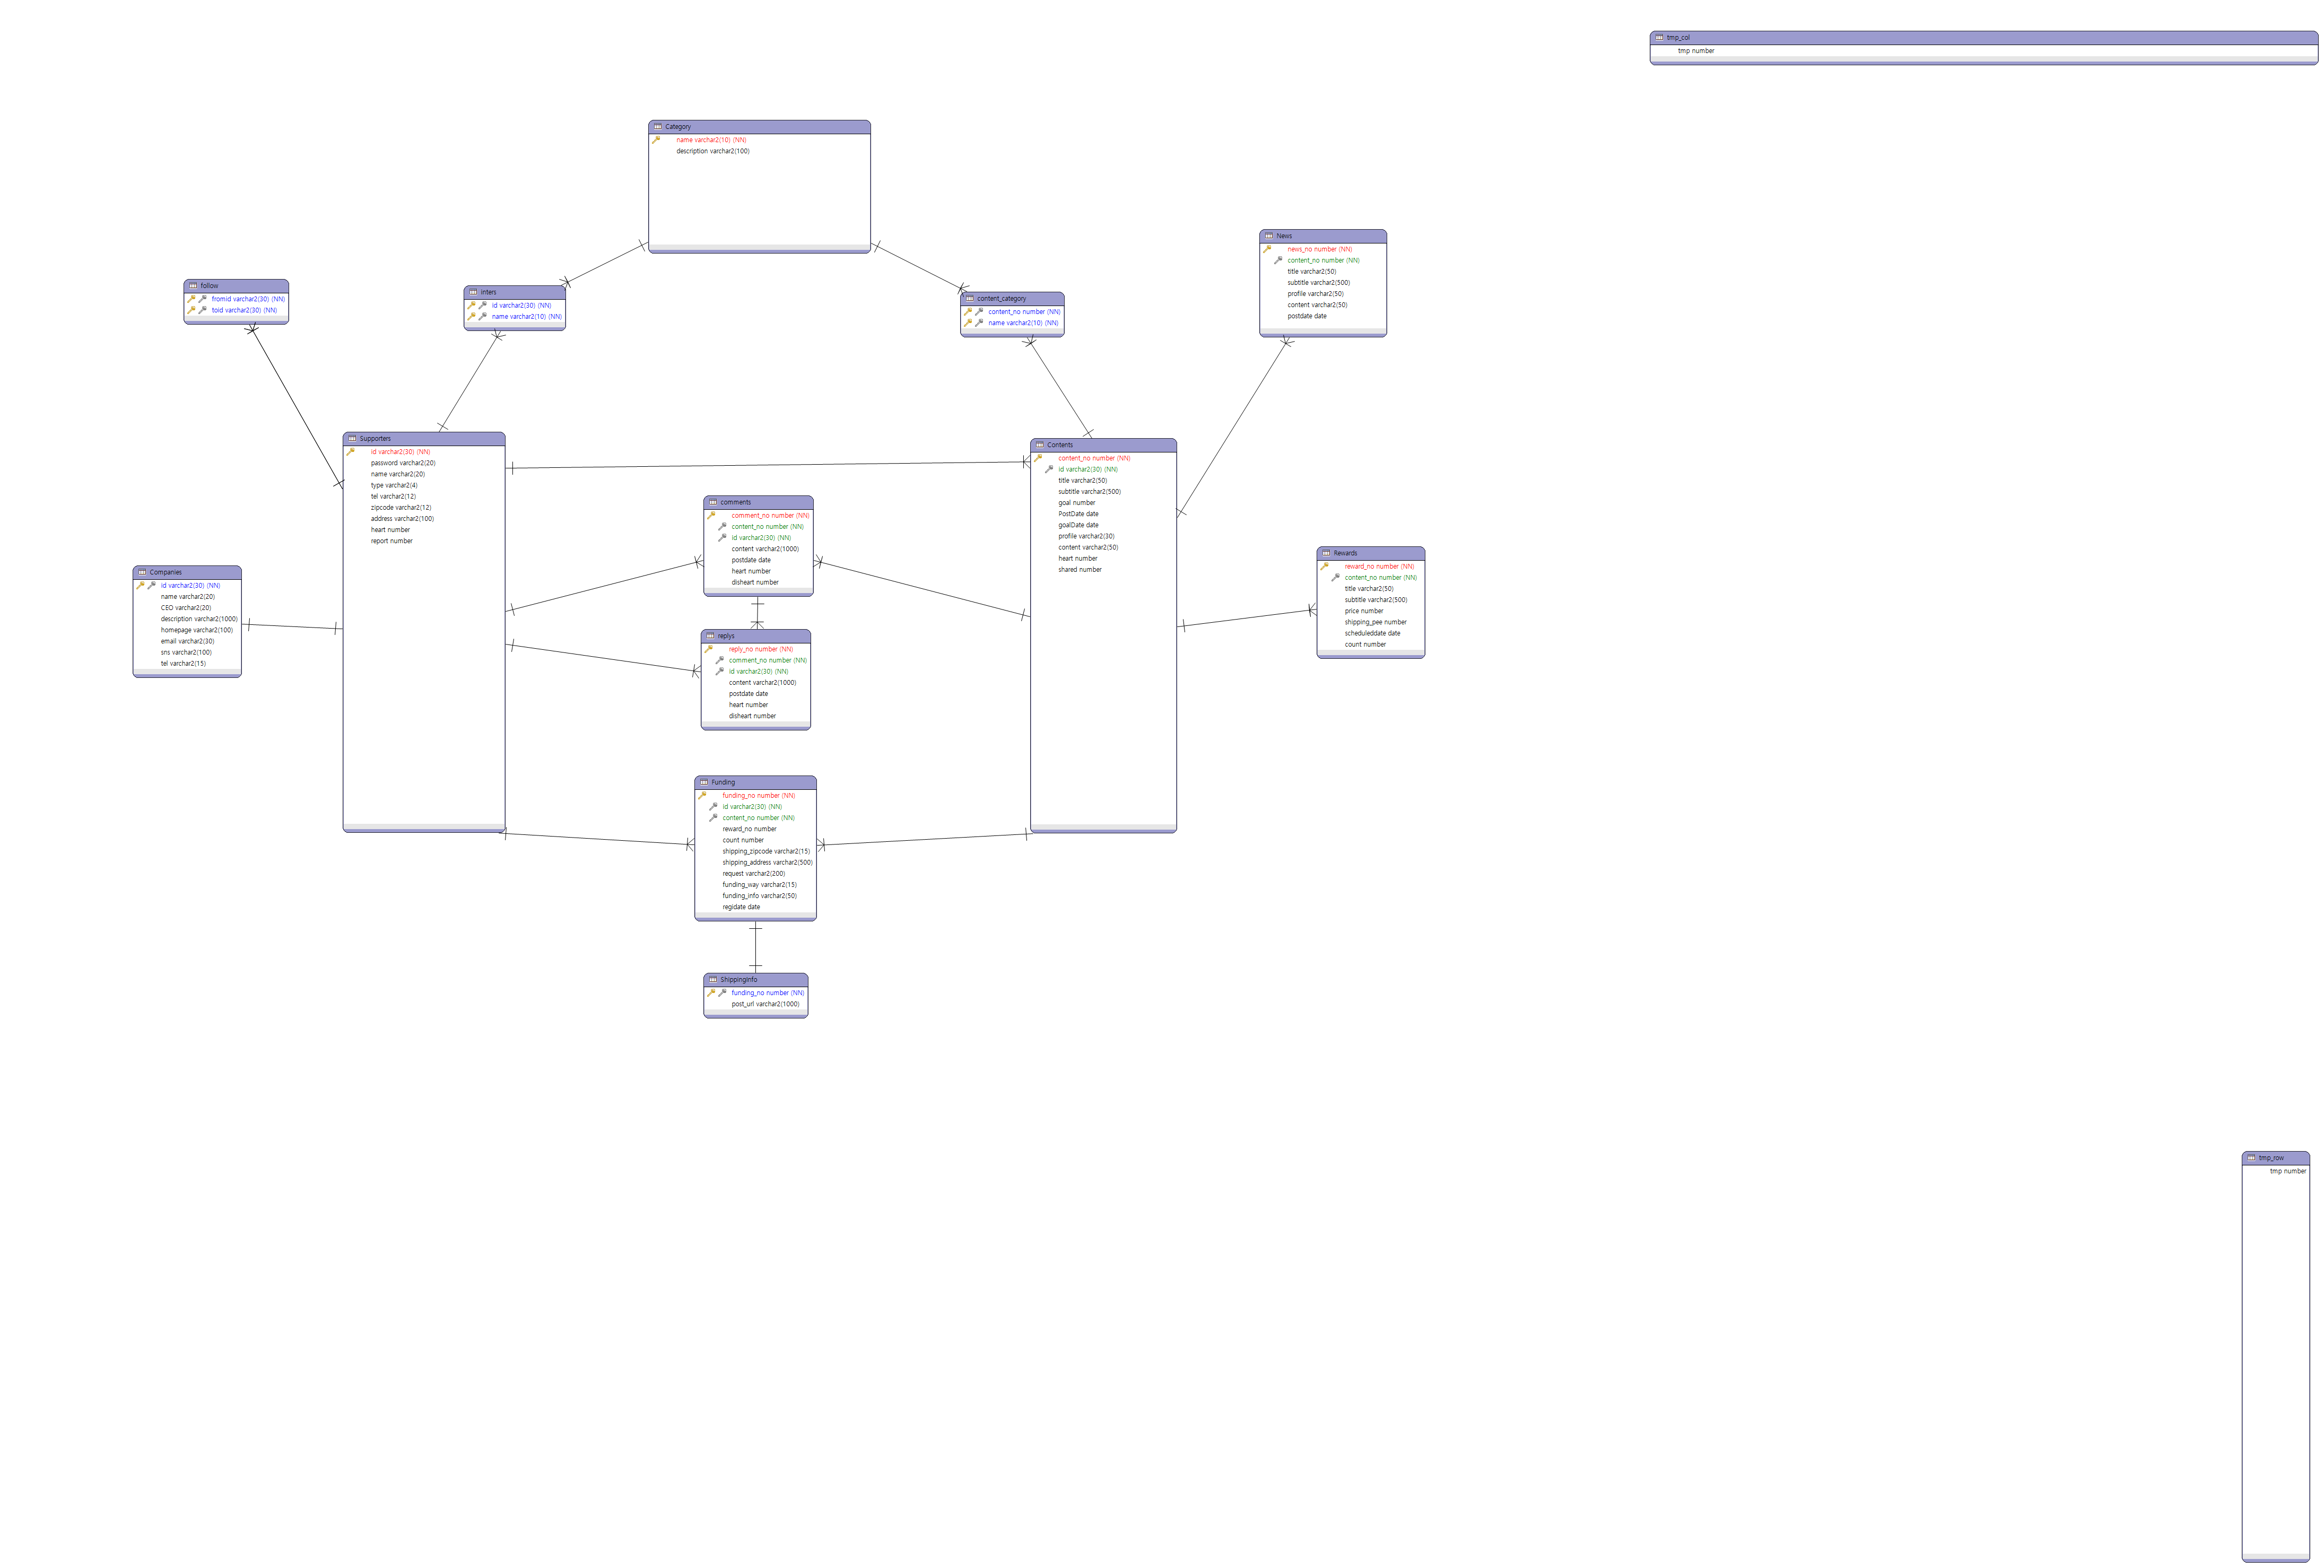 tmp_col
tmp number
Category
name varchar2(10) (NN)
description varchar2(100)
News
news_no number (NN)
content_no number (NN)
title varchar2(50)
subtitle varchar2(500)
profile varchar2(50)
content varchar2(50)
postdate date
follow
fromid varchar2(30) (NN)
toid varchar2(30) (NN)
inters
id varchar2(30) (NN)
name varchar2(10) (NN)
content_category
content_no number (NN)
name varchar2(10) (NN)
Supporters
id varchar2(30) (NN)
password varchar2(20)
name varchar2(20)
type varchar2(4)
tel varchar2(12)
zipcode varchar2(12)
address varchar2(100)
heart number
report number
Contents
content_no number (NN)
id varchar2(30) (NN)
title varchar2(50)
subtitle varchar2(500)
goal number
PostDate date
goalDate date
profile varchar2(30)
content varchar2(50)
heart number
shared number
comments
comment_no number (NN)
content_no number (NN)
id varchar2(30) (NN)
content varchar2(1000)
postdate date
heart number
disheart number
Rewards
reward_no number (NN)
content_no number (NN)
title varchar2(50)
subtitle varchar2(500)
price number
shipping_pee number
scheduleddate date
count number
Companies
id varchar2(30) (NN)
name varchar2(20)
CEO varchar2(20)
description varchar2(1000)
homepage varchar2(100)
email varchar2(30)
sns varchar2(100)
tel varchar2(15)
replys
reply_no number (NN)
comment_no number (NN)
id varchar2(30) (NN)
content varchar2(1000)
postdate date
heart number
disheart number
Funding
funding_no number (NN)
id varchar2(30) (NN)
content_no number (NN)
reward_no number
count number
shipping_zipcode varchar2(15)
shipping_address varchar2(500)
request varchar2(200)
funding_way varchar2(15)
funding_info varchar2(50)
regidate date
ShippingInfo
funding_no number (NN)
post_url varchar2(1000)
tmp_row
tmp number